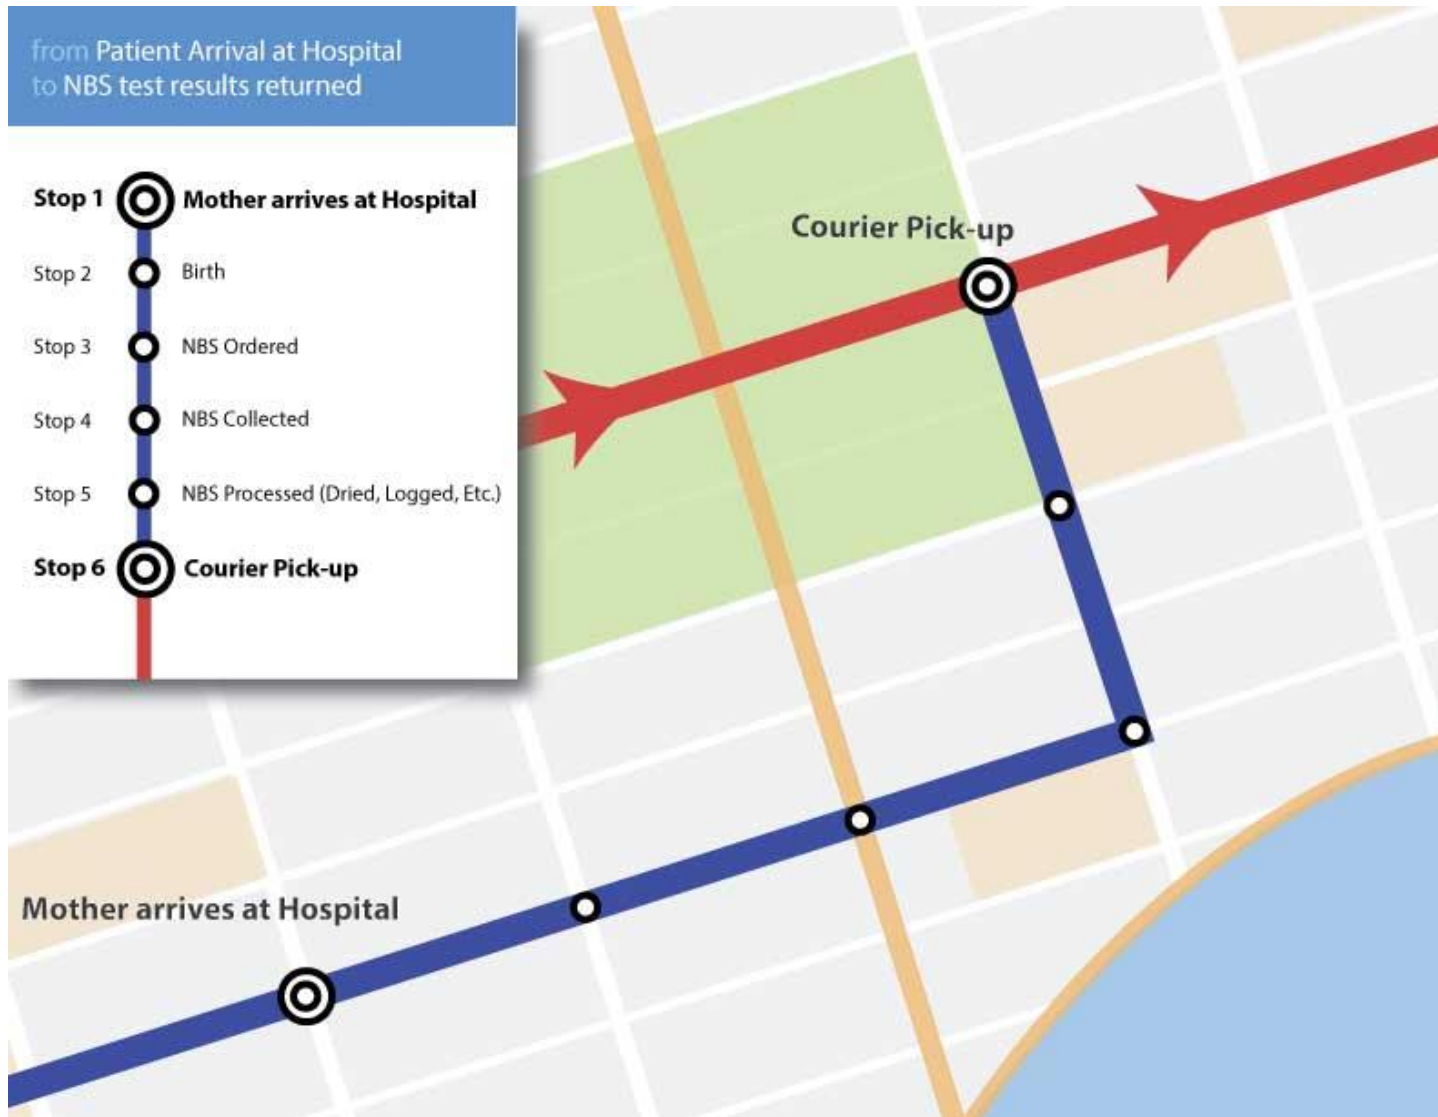 from Patient Arrival at Hospital
to NBS test results returned
Stop 1 Mother arrives at Hospital
Stop 2 Birth
Stop 3 NBS Ordered
Stop 4 NBS Collected
Stop 5 NBS Processed (Dried, Logged, Etc.)
Stop 6 Courier Pick-up
Courier Pick-up
Mother arrives at Hospital